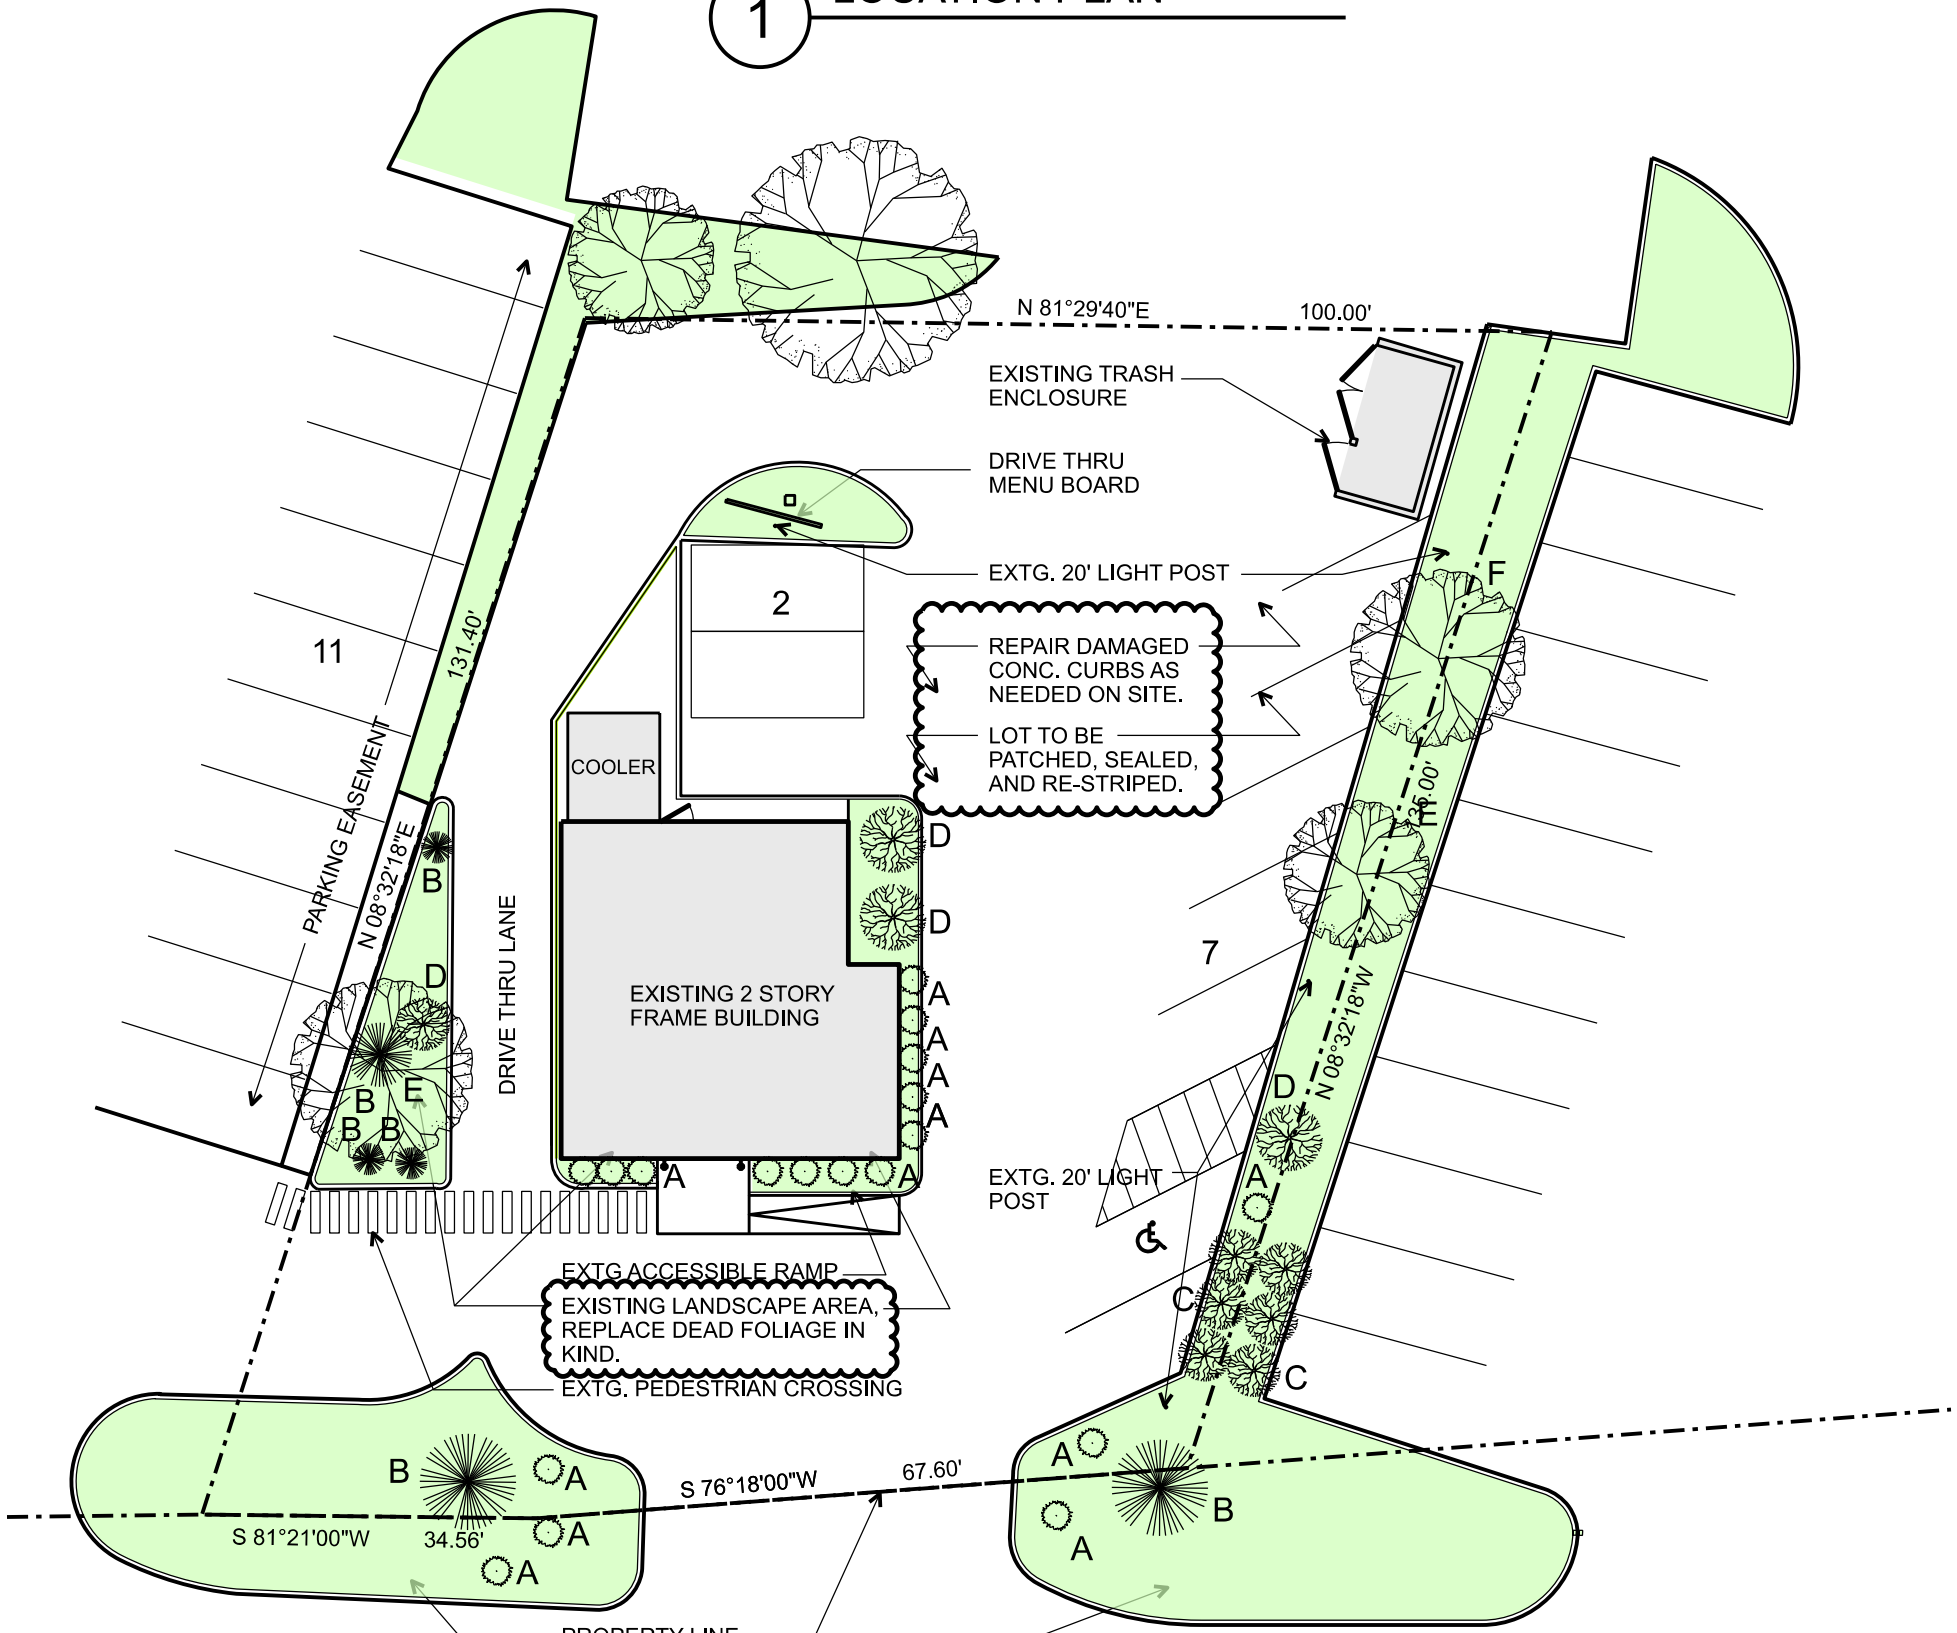 1
LOCATION PLAN
N 81°29'40"E
100.00'
EXISTING TRASH
ENCLOSURE
DRIVE THRU
MENU BOARD
EXTG. 20' LIGHT POST
F
2
11
131.40'
REPAIR DAMAGED
CONC. CURBS AS
NEEDED ON SITE.
LOT TO BE
PATCHED, SEALED,
AND RE-STRIPED.
COOLER
PARKING EASEMENT
N 08°32'18"E
E
D
B
D
DRIVE THRU LANE
7
D
EXISTING 2 STORY
FRAME BUILDING
A
A
A
A
N 08°32'18"W
D
B
E
B
B
A
A
EXTG. 20' LIGHT
POST
A
EXTG ACCESSIBLE RAMP
EXISTING LANDSCAPE AREA,
REPLACE DEAD FOLIAGE IN
KIND.
EXTG. PEDESTRIAN CROSSING
C
C
B
A
A
A
S 76°18'00"W
67.60'
S 81°21'00"W
34.56'
A
B
A
PROPERTY LINE